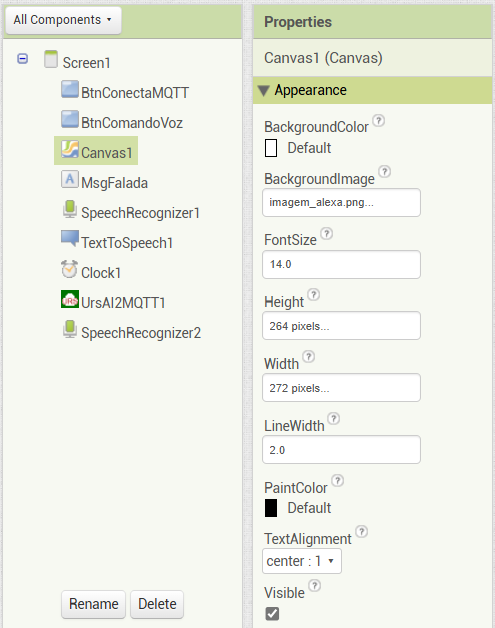 All Components
Screen1
BtnConectaMQTT
BtnComandoVoz
Canvas1
MsgFalada
SpeechRecognizer1
TextToSpeech1
Clock1
UrsAI2MQTT1
SpeechRecognizer2
Rename Delete
Properties
Canvas1 (Canvas)
Appearance
BackgroundColor ?
Default
BackgroundImage ?
imagem_alexa.png...
FontSize ?
14.0
Height ?
264 pixels...
Width ?
272 pixels...
LineWidth ?
2.0
PaintColor ?
Default
TextAlignment ?
center : 1
Visible ?